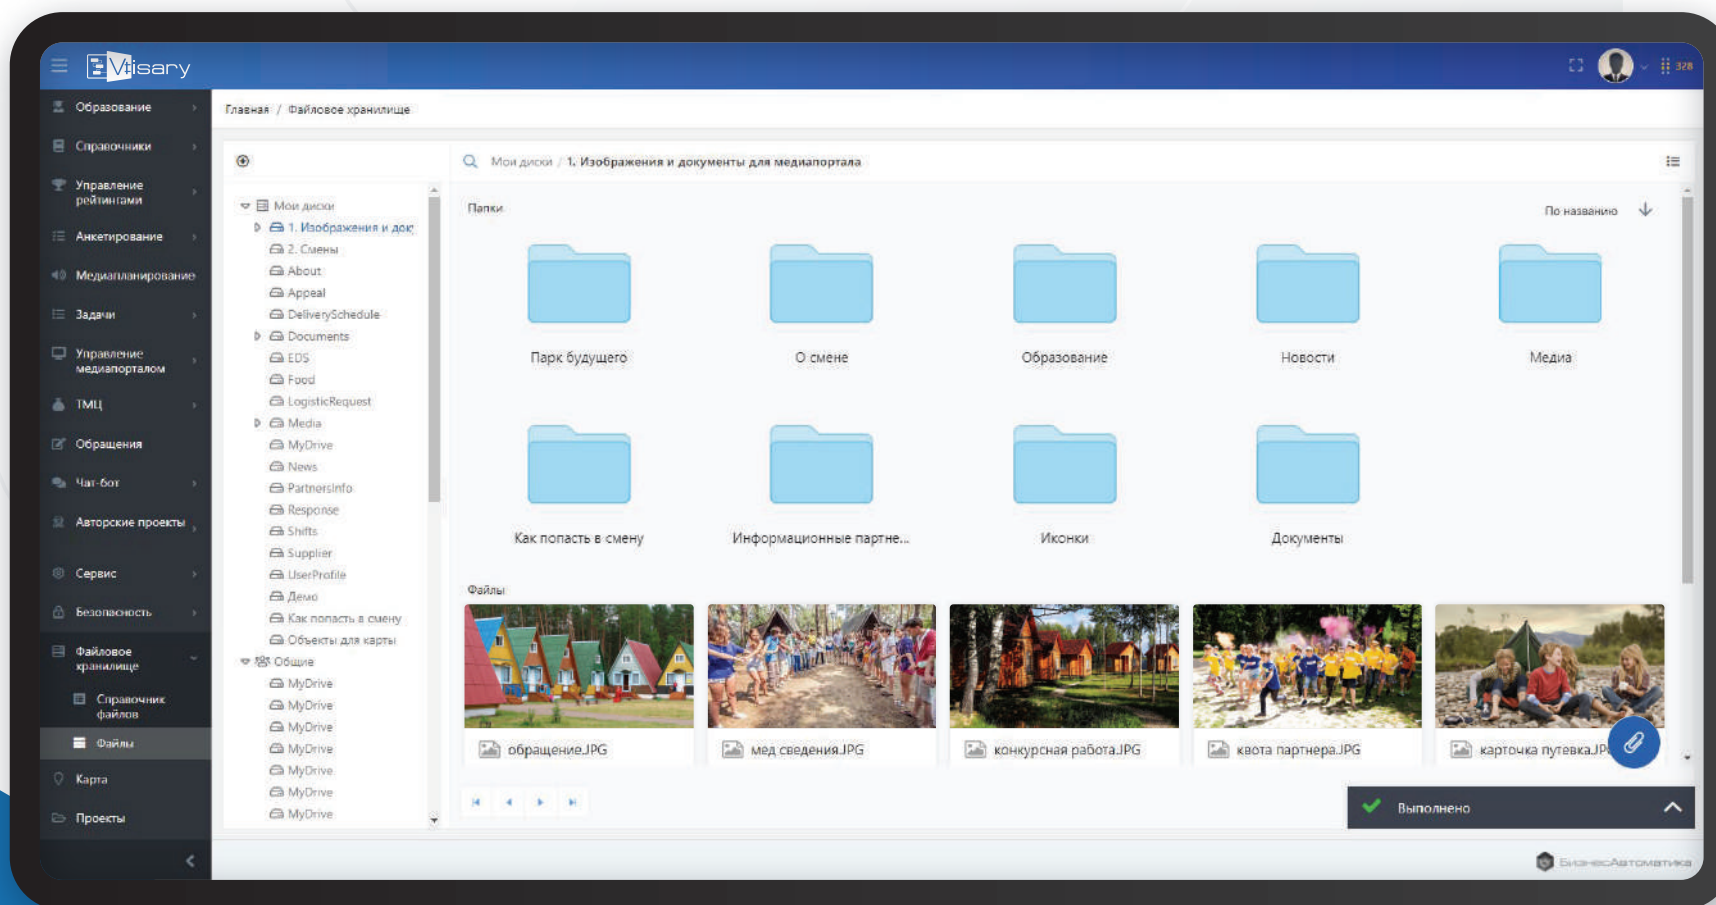 Visary
328
Образование
Справочники
Управление
рейтингами
Анкетирование
Медиапланирование
Задачи
Управление
медиапорталом
ТМЦ
Обращения
Чат-бот
Авторские проекты
Сервис
Безопасность
Файловое
хранилище
Справочник
файлов
Файлы
Карта
Проекты
Главная / Файловое хранилище
Мои диски
1. Изображения и док
2. Смены
About
Appeal
DeliverySchedule
Documents
EDS
Food
LogisticRequest
Media
MyDrive
News
PartnersInfo
Response
Shifts
Supplier
UserProfile
Демо
Как попасть в смену
Объекты для карты
Общие
MyDrive
MyDrive
MyDrive
MyDrive
MyDrive
MyDrive
MyDrive
Мои диски / 1. Изображения и документы для медиапортала
Папки
По названию
Парк будущего
О смене
Образование
Новости
Медиа
Как попасть в смену
Информационные партне...
Иконки
Документы
Файлы
обращение.JPG
мед сведения.JPG
конкурсная работа.JPG
квота партнера.JPG
карточка путевка.JP
Выполнено
БизнесАвтоматика